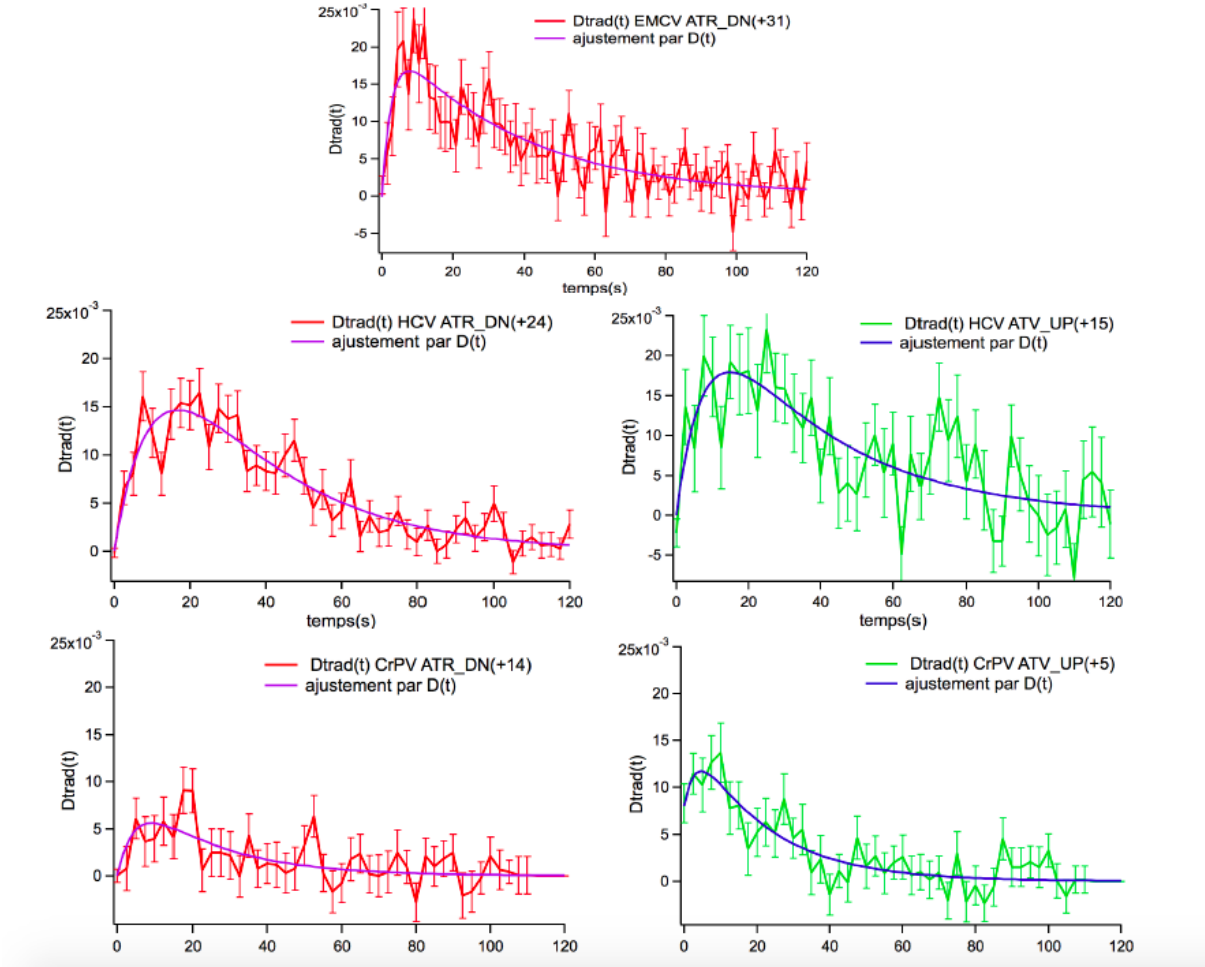 25x10-3
20
15
10
5
0
-5
Dtrad(t)
Dtrad(t) EMCV ATR_DN(+31)
ajustement par D(t)
0 20 40 60 80 100 120
temps(s)
25x10-3
20
15
10
5
0
Dtrad(t)
Dtrad(t) HCV ATR_DN(+24)
ajustement par D(t)
0 20 40 60 80 100 120
temps(s)
25x10-3
20
15
10
5
0
-5
Dtrad(t)
Dtrad(t) HCV ATV_UP(+15)
ajustement par D(t)
0 20 40 60 80 100 120
temps(s)
25x10-3
20
15
10
5
0
Dtrad(t)
Dtrad(t) CrPV ATR_DN(+14)
ajustement par D(t)
0 20 40 60 80 100 120
25x10-3
20
15
10
5
0
Dtrad(t)
Dtrad(t) CrPV ATV_UP(+5)
ajustement par D(t)
0 20 40 60 80 100 120